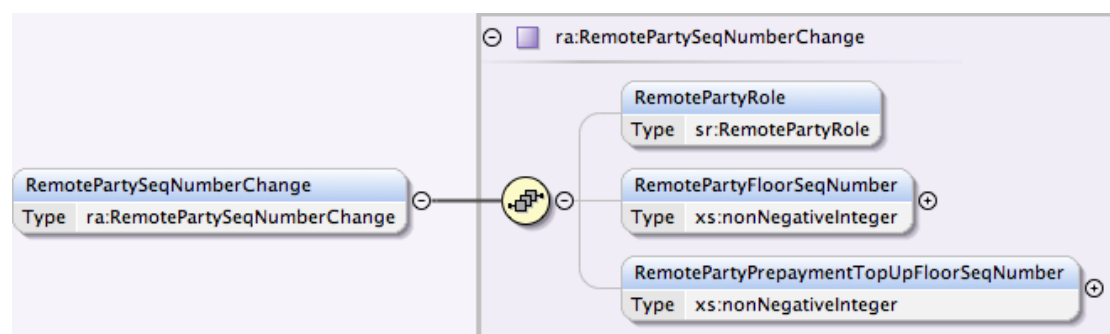 ra:RemotePartySeqNumberChange
RemotePartyRole
Type sr:RemotePartyRole
RemotePartySeqNumberChange
Type ra:RemotePartySeqNumberChange
RemotePartyFloorSeqNumber
Type xs:nonNegativeInteger
RemotePartyPrepaymentTopUpFloorSeqNumber
Type xs:nonNegativeInteger